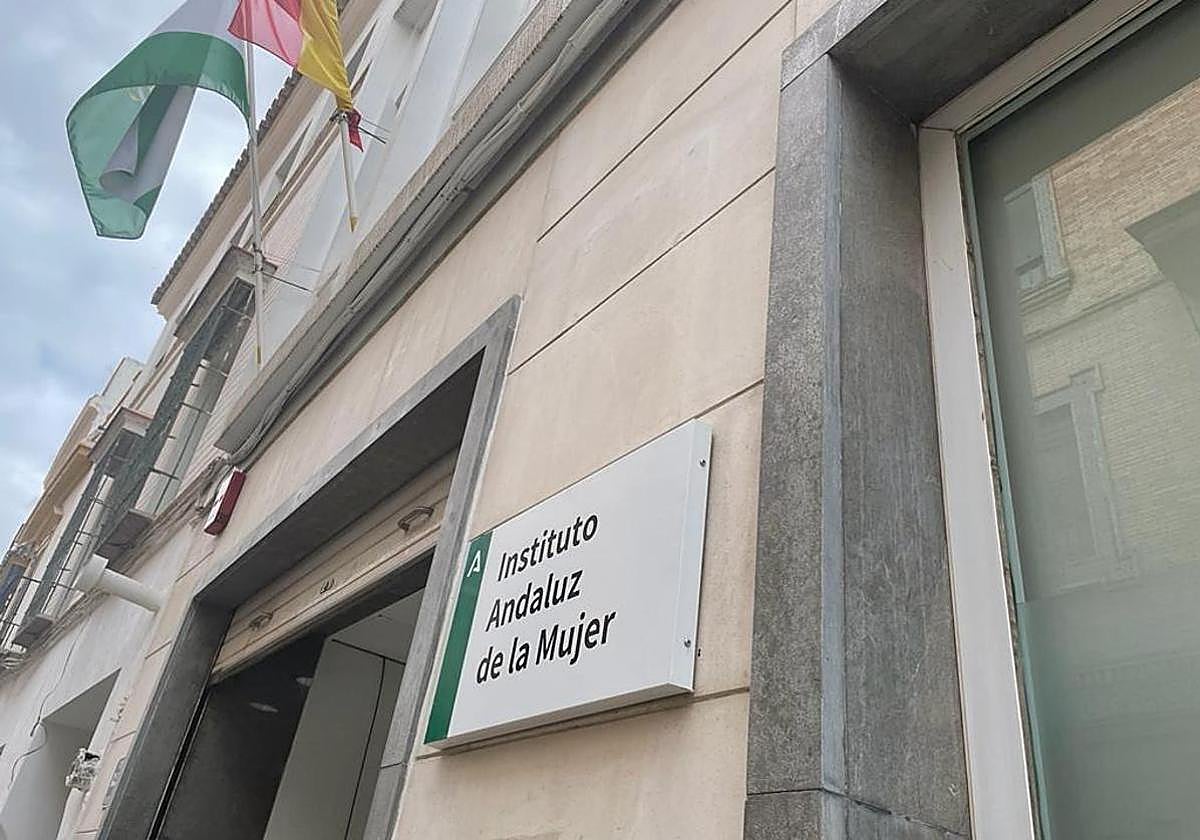 Instituto
Andaluz
de la Mujer